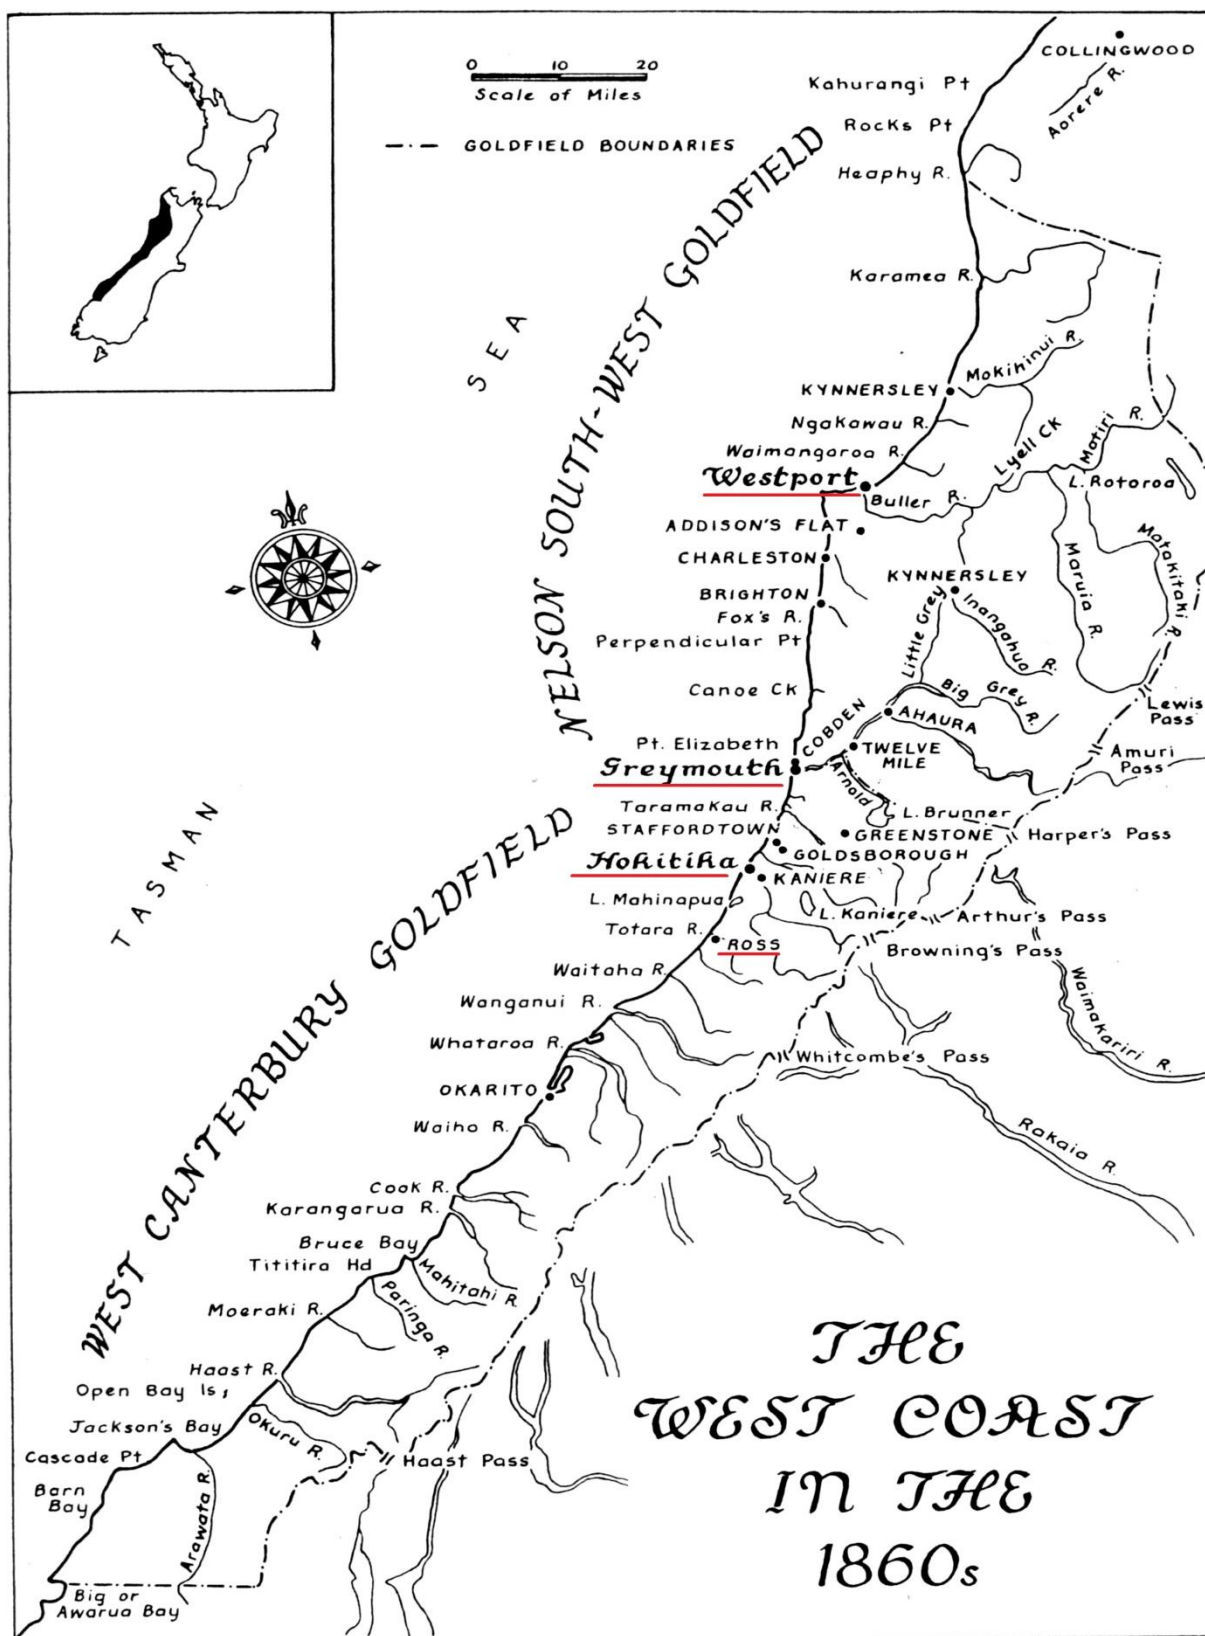 COLLINGWOOD
0 10 20
Scale of Miles
Kahurangi Pt
Aorere R.
Rocks Pt
GOLDFIELD BOUNDARIES
Heaphy R.
NELSON SOUTH-WEST GOLDFIELD
Karamea R.
SEA
Mokihinui R.
KYNNERSLEY
Ngakawau R.
Lyell Ck
Matiri R.
Waimangaroa R.
Westport
L. Rotoroa
Buller R.
ADDISON'S FLAT
Matakitaki R.
Maruia R.
CHARLESTON
KYNNERSLEY
BRIGHTON
Fox's R.
Little Grey
Inangahua R.
Perpendicular Pt
Canoe Ck
Big Grey R.
Lewis
Pass
COBDEN
AHAURA
Pt. Elizabeth
TWELVE
MILE
Amuri
Pass
Greymouth
Arnold
Taramakau R.
L. Brunner
STAFFORDTOWN
GREENSTONE
Harper's Pass
GOLDSBOROUGH
Hokitika
KANIERE
TASMAN
WEST CANTERBURY GOLDFIELD
L. Mahinapua
L. Kaniere
Arthur's Pass
Totara R.
ROSS
Browning's Pass
Waitaha R.
Waimakariri R.
Wanganui R.
Whataroa R.
Whitcombe's Pass
OKARITO
Waiho R.
Rakaia R.
Cook R.
Karangarua R.
Bruce Bay
Tititira Hd
Mahitahi R.
Paringa R.
Moeraki R.
Haast R.
Open Bay Is,
Okuru R.
Jackson's Bay
Cascade Pt
Haast Pass
Barn
Bay
Arawata R.
Big or
Awarua Bay
THE
WEST COAST
IN THE
1860s